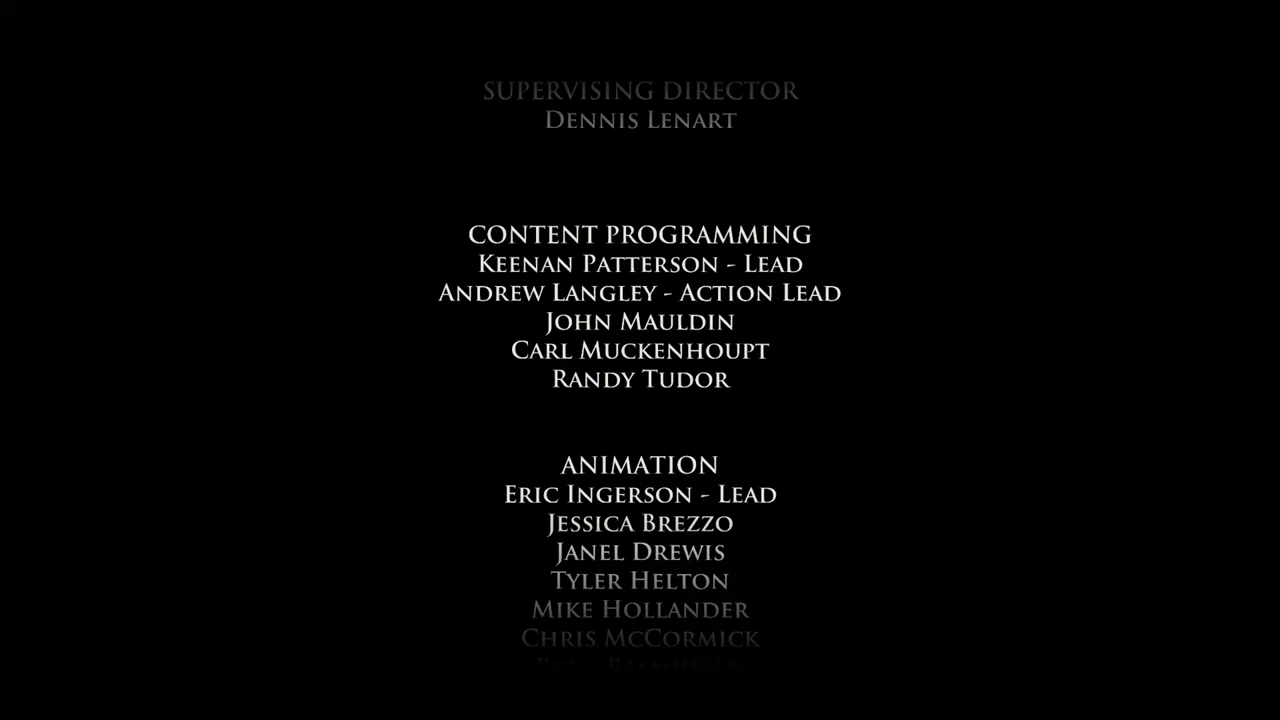 SUPERVISING DIRECTOR
DENNIS LENART
CONTENT PROGRAMMING
KEENAN PATTERSON - LEAD
ANDREW LANGLEY - ACTION LEAD
JOHN MAULDIN
CARL MUCKENHOUPT
RANDY TUDOR
ANIMATION
ERIC INGERSON - LEAD
JESSICA BREZZO
JANEL DREWIS
TYLER HELTON
MIKE HOLLANDER
CHRIS MCCORMICK